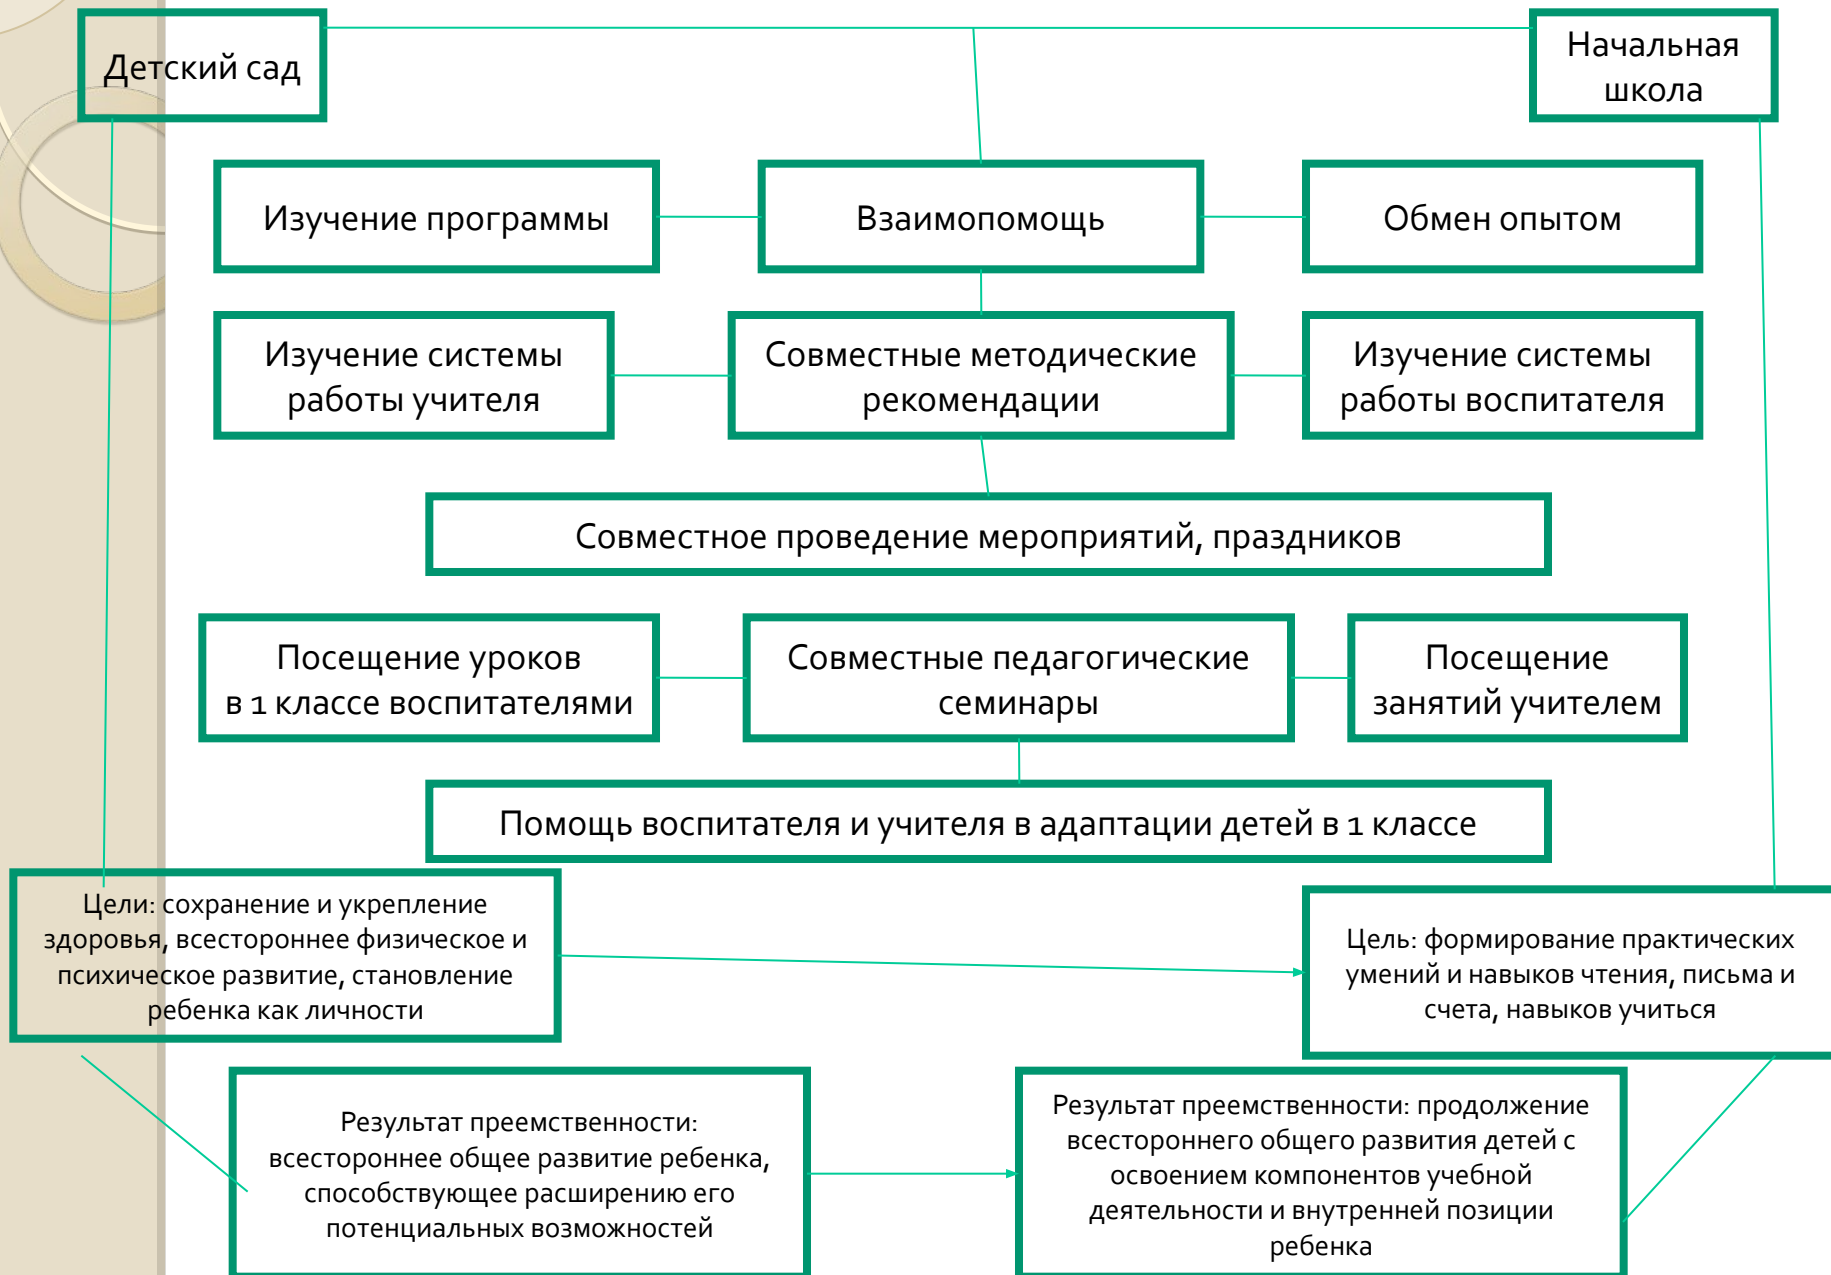 Детский сад
Начальная
школа
Изучение программы
Взаимопомощь
Обмен опытом
Изучение системы
работы учителя
Совместные методические
рекомендации
Изучение системы
работы воспитателя
Совместное проведение мероприятий, праздников
Посещение уроков
в 1 классе воспитателями
Совместные педагогические
семинары
Посещение
занятий учителем
Помощь воспитателя и учителя в адаптации детей в 1 классе
Цели: сохранение и укрепление
здоровья, всестороннее физическое и
психическое развитие, становление
ребенка как личности
Цель: формирование практических
умений и навыков чтения, письма и
счета, навыков учиться
Результат преемственности:
всестороннее общее развитие ребенка,
способствующее расширению его
потенциальных возможностей
Результат преемственности: продолжение
всестороннего общего развития детей с
освоением компонентов учебной
деятельности и внутренней позиции
ребенка